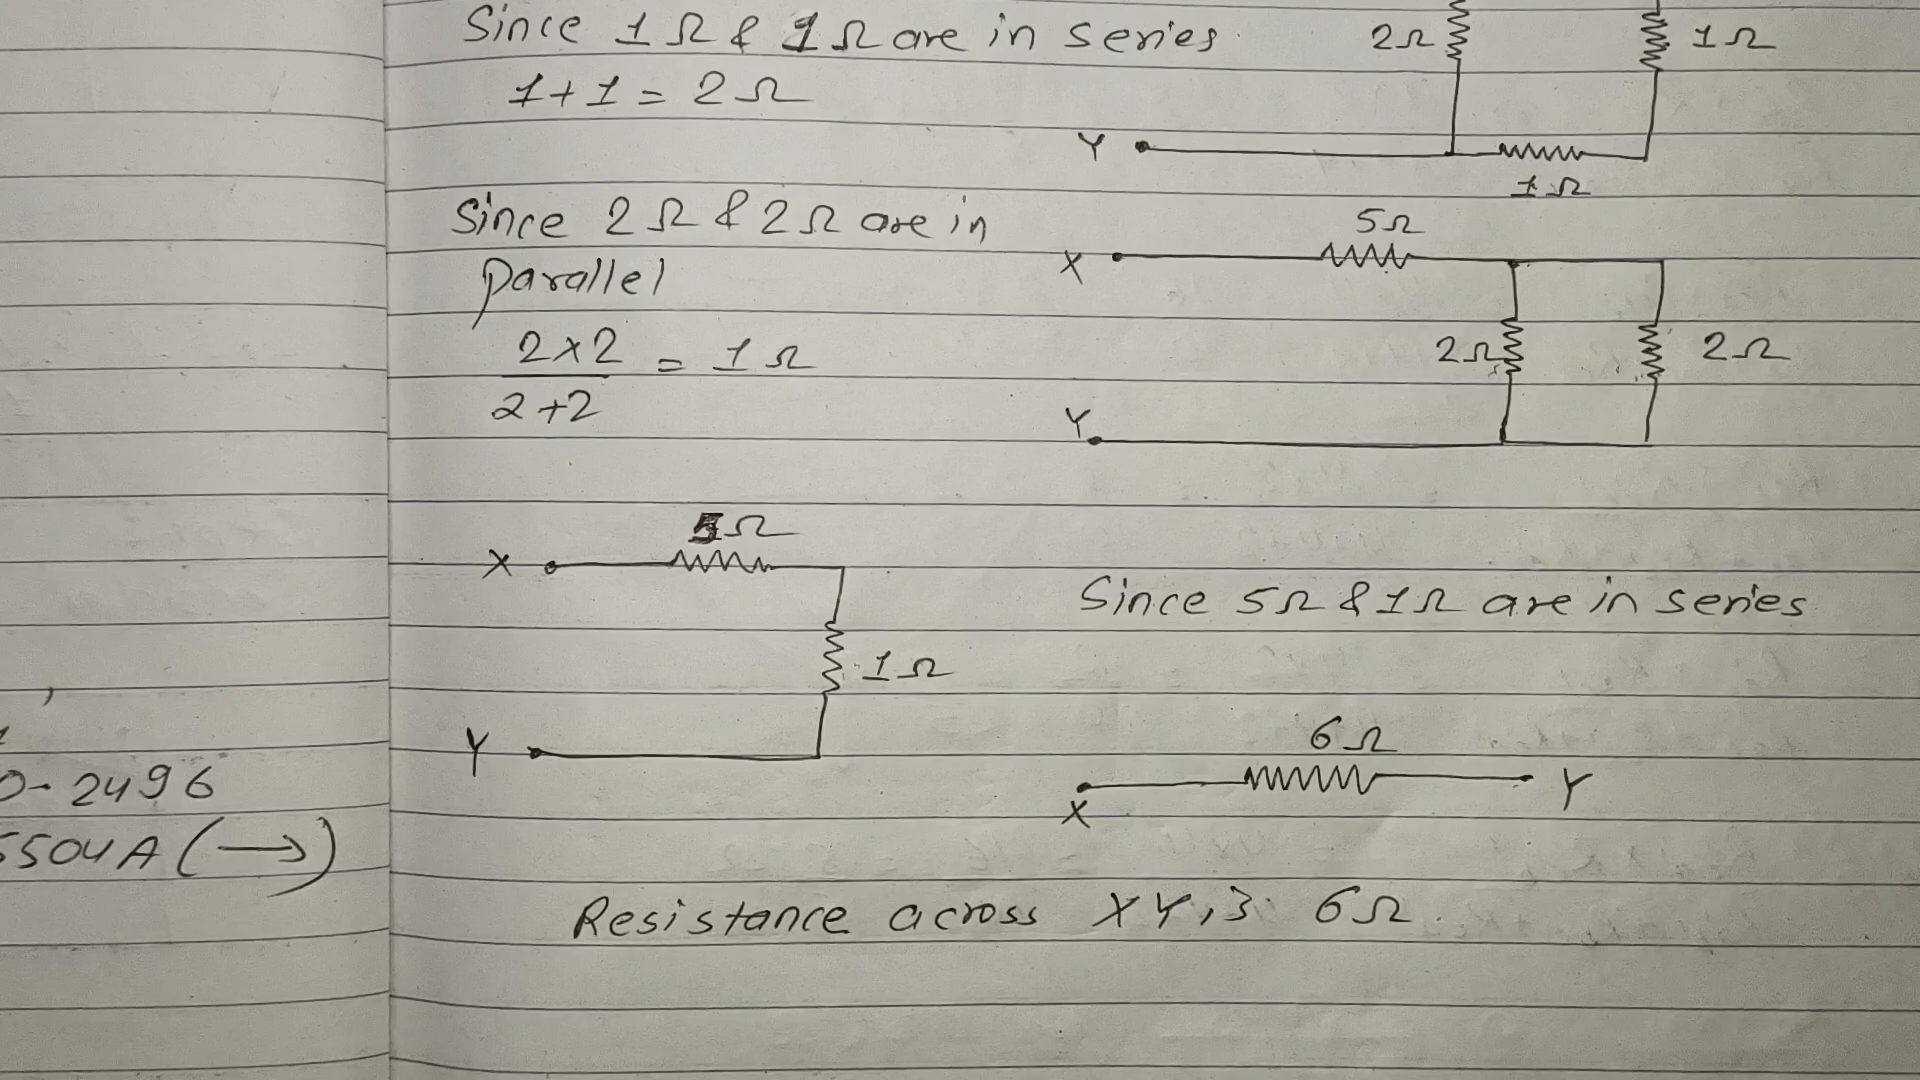 Since 1Ω & 1Ω are in series
2Ω
1Ω
1+1 = 2Ω
Y
1Ω
Since 2Ω & 2Ω are in
parallel
5Ω
X
2×2 = 1Ω
2+2
2Ω
2Ω
Y
5Ω
X
1Ω
Y
Since 5Ω & 1Ω are in series
6Ω
X
Y
2496
5504A (→)
Resistance across XY, 3. 6Ω.